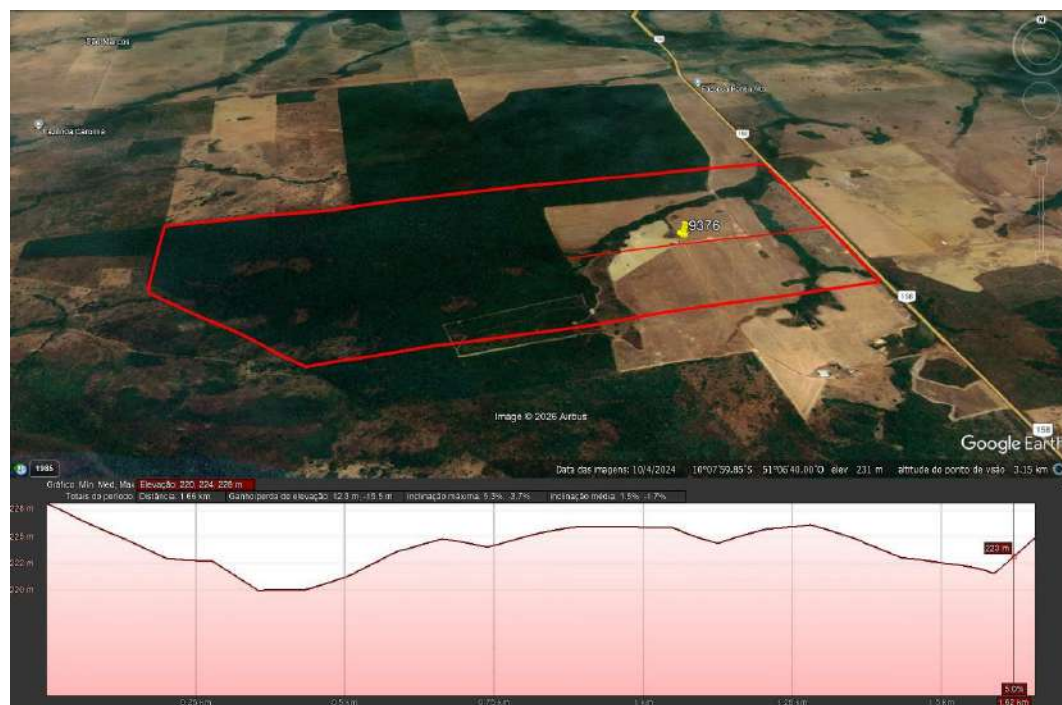 Fazenda Carolina
158
158
9376
158
158
Image © 2026 Airbus
Google Earth
1985
Data das imagens: 10/4/2024 10°07'59.85"S 51°06'40.00"O elev 231 m altitude do ponto de visão 3.15 km
Gráfico: Mín, Méd, Máx Elevação: 220, 224, 228 m
Totais do período: Distância: 1.66 km Ganho/perda de elevação: 12.3 m, -15.5 m Inclinação máxima: 5.3%, -3.7% Inclinação média: 1.5%, -1.7%
228 m
225 m
223 m
222 m
220 m
5.0%
0.25 km 0.5 km 0.75 km 1 km 1.25 km 1.5 km 1.62 km